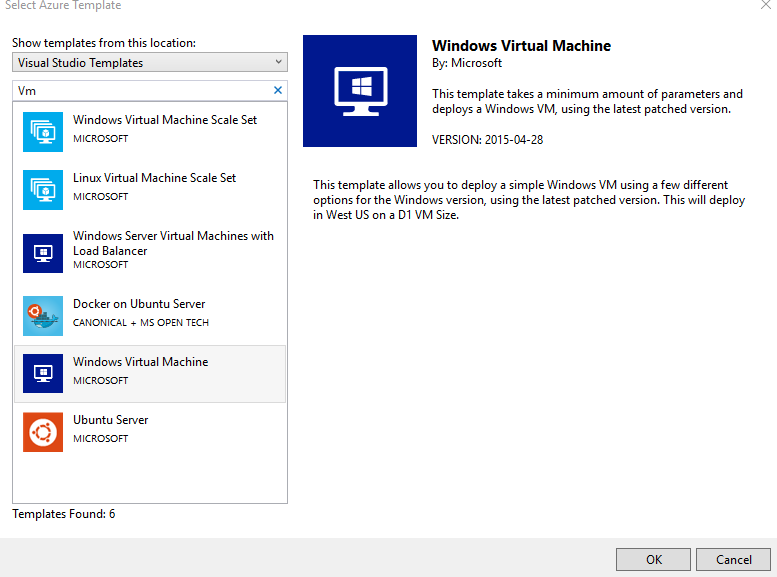 Select Azure Template
Show templates from this location:
Visual Studio Templates
Vm
Windows Virtual Machine Scale Set
MICROSOFT
Linux Virtual Machine Scale Set
MICROSOFT
Windows Server Virtual Machines with
Load Balancer
MICROSOFT
Docker on Ubuntu Server
CANONICAL + MS OPEN TECH
Windows Virtual Machine
MICROSOFT
Ubuntu Server
MICROSOFT
Templates Found: 6
Windows Virtual Machine
By: Microsoft
This template takes a minimum amount of parameters and
deploys a Windows VM, using the latest patched version.
VERSION: 2015-04-28
This template allows you to deploy a simple Windows VM using a few different
options for the Windows version, using the latest patched version. This will deploy
in West US on a D1 VM Size.
OK
Cancel